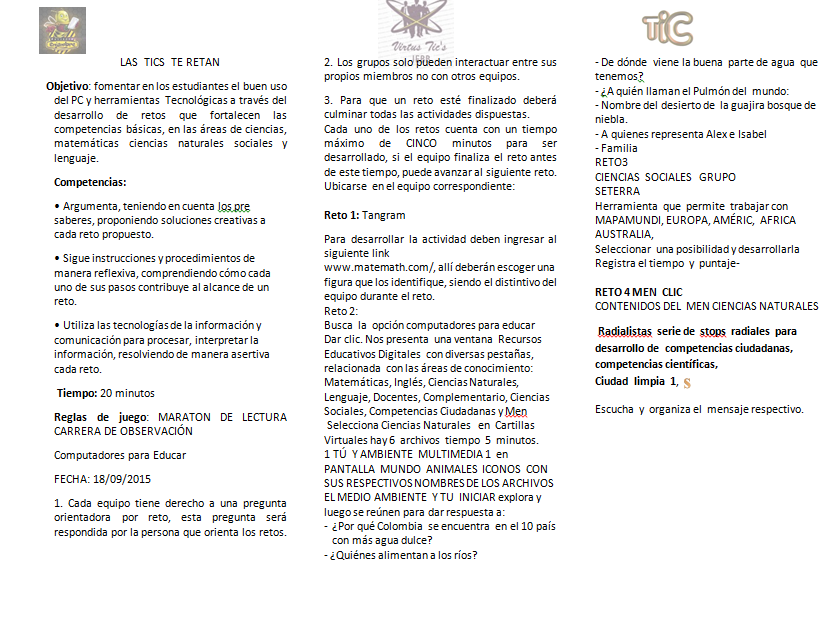 LAS TICS TE RETAN
Objetivo: fomentar en los estudiantes el buen uso
del PC y herramientas Tecnológicas a través del
desarrollo de retos que fortalecen las
competencias básicas, en las áreas de ciencias,
matemáticas ciencias naturales sociales y
lenguaje.
Competencias:
• Argumenta, teniendo en cuenta los pre
saberes, proponiendo soluciones creativas a
cada reto propuesto.
• Sigue instrucciones y procedimientos de
manera reflexiva, comprendiendo cómo cada
uno de sus pasos contribuye al alcance de un
reto.
• Utiliza las tecnologías de la información y
comunicación para procesar, interpretar la
información, resolviendo de manera asertiva
cada reto.
Tiempo: 20 minutos
Reglas de juego: MARATON DE LECTURA
CARRERA DE OBSERVACIÓN
Computadores para Educar
FECHA: 18/09/2015
1. Cada equipo tiene derecho a una pregunta
orientadora por reto, esta pregunta será
respondida por la persona que orienta los retos.
Virtus Tic's
2. Los grupos solo pueden interactuar entre sus
propios miembros no con otros equipos.
3. Para que un reto esté finalizado deberá
culminar todas las actividades dispuestas.
Cada uno de los retos cuenta con un tiempo
máximo de CINCO minutos para ser
desarrollado, si el equipo finaliza el reto antes
de este tiempo, puede avanzar al siguiente reto.
Ubicarse en el equipo correspondiente:
Reto 1: Tangram
Para desarrollar la actividad deben ingresar al
siguiente link
www.matemath.com/, allí deberán escoger una
figura que los identifique, siendo el distintivo del
equipo durante el reto.
Reto 2:
Busca la opción computadores para educar
Dar clic. Nos presenta una ventana Recursos
Educativos Digitales con diversas pestañas,
relacionada con las áreas de conocimiento:
Matemáticas, Inglés, Ciencias Naturales,
Lenguaje, Docentes, Complementario, Ciencias
Sociales, Competencias Ciudadanas y Men
Selecciona Ciencias Naturales en Cartillas
Virtuales hay 6 archivos tiempo 5 minutos.
1 TÚ Y AMBIENTE MULTIMEDIA 1 en
PANTALLA MUNDO ANIMALES ICONOS CON
SUS RESPECTIVOS NOMBRES DE LOS ARCHIVOS
EL MEDIO AMBIENTE Y TU INICIAR explora y
luego se reúnen para dar respuesta a:
- ¿Por qué Colombia se encuentra en el 10 país
con más agua dulce?
- ¿Quiénes alimentan a los ríos?
TIC
- De dónde viene la buena parte de agua que
tenemos?
- ¿A quién llaman el Pulmón del mundo:
- Nombre del desierto de la guajira bosque de
niebla.
- A quienes representa Alex e Isabel
- Familia
RETO3
CIENCIAS SOCIALES GRUPO
SETERRA
Herramienta que permite trabajar con
MAPAMUNDI, EUROPA, AMÉRIC, AFRICA
AUSTRALIA,
Seleccionar una posibilidad y desarrollarla
Registra el tiempo y puntaje-
RETO 4 MEN CLIC
CONTENIDOS DEL MEN CIENCIAS NATURALES
Radialistas serie de stops radiales para
desarrollo de competencias ciudadanas,
competencias científicas,
Ciudad limpia 1, S
Escucha y organiza el mensaje respectivo.